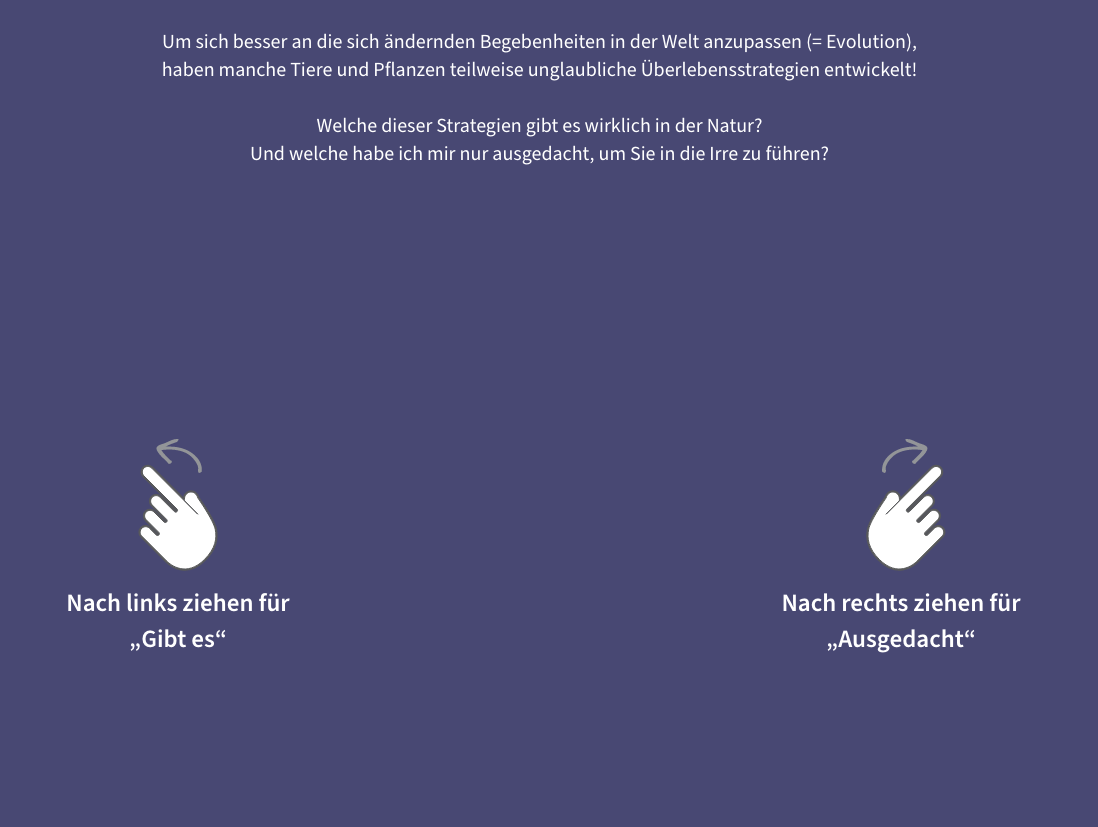 Um sich besser an die sich ändernden Begebenheiten in der Welt anzupassen (= Evolution),
haben manche Tiere und Pflanzen teilweise unglaubliche Überlebensstrategien entwickelt!
Welche dieser Strategien gibt es wirklich in der Natur?
Und welche habe ich mir nur ausgedacht, um Sie in die Irre zu führen?
Nach links ziehen für
„Gibt es“
Nach rechts ziehen für
„Ausgedacht“